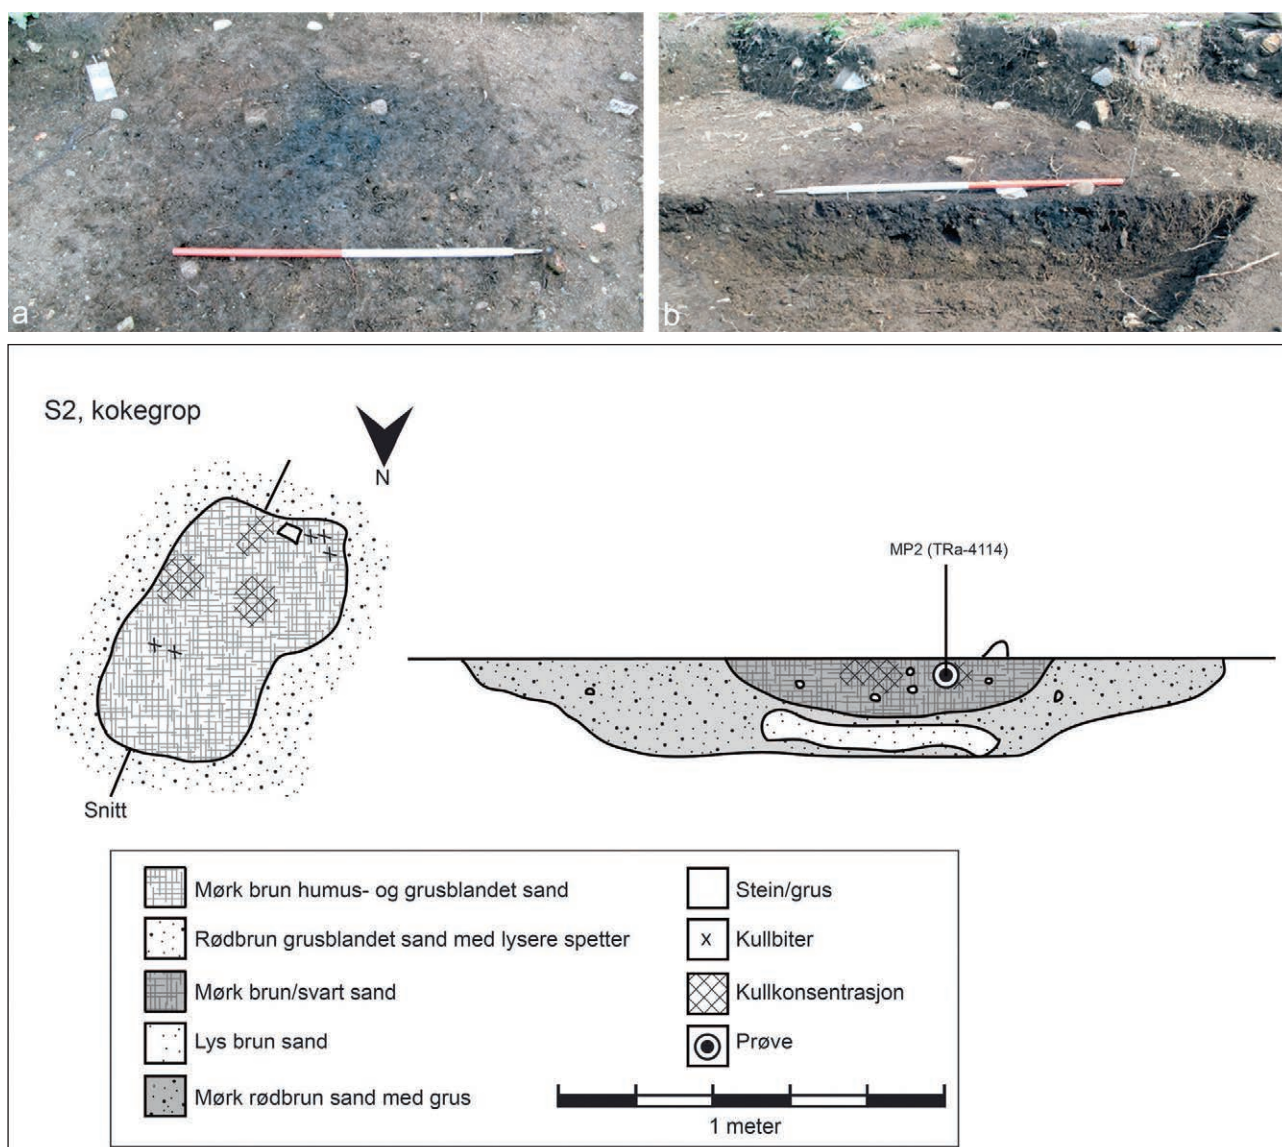 a
b
S2, kokegrop
N
MP2 (TRa-4114)
Snitt
Mørk brun humus- og grusblandet sand
Rødbrun grusblandet sand med lysere spetter
Mørk brun/svart sand
Lys brun sand
Mørk rødbrun sand med grus
Stein/grus
x Kullbiter
Kullkonsentrasjon
Prøve
1 meter